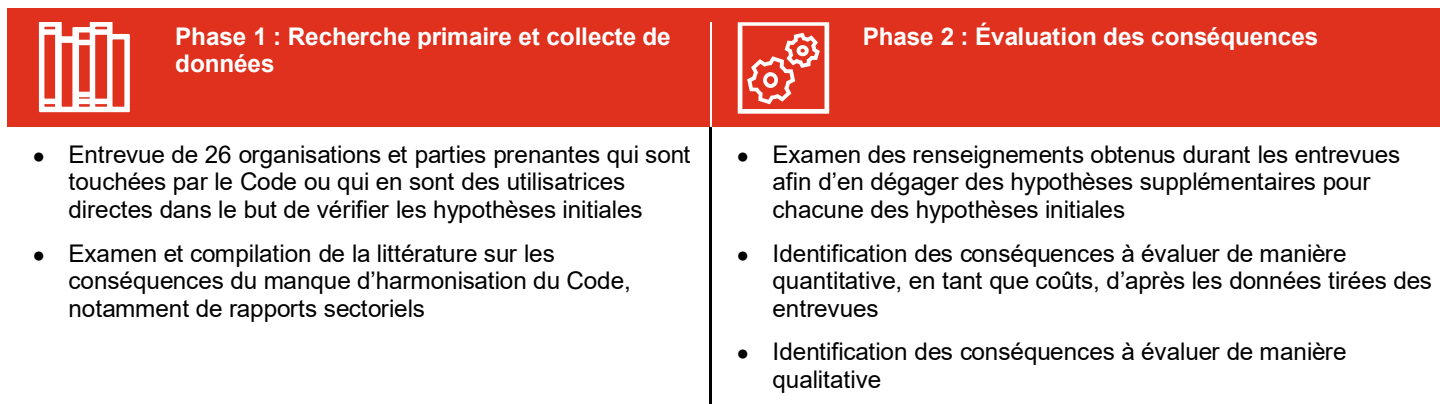 Phase 1 : Recherche primaire et collecte de
données
• Entrevue de 26 organisations et parties prenantes qui sont
touchées par le Code ou qui en sont des utilisatrices
directes dans le but de vérifier les hypothèses initiales
• Examen et compilation de la littérature sur les
conséquences du manque d’harmonisation du Code,
notamment de rapports sectoriels
Phase 2 : Évaluation des conséquences
• Examen des renseignements obtenus durant les entrevues
afin d’en dégager des hypothèses supplémentaires pour
chacune des hypothèses initiales
• Identification des conséquences à évaluer de manière
quantitative, en tant que coûts, d’après les données tirées des
entrevues
• Identification des conséquences à évaluer de manière
qualitative